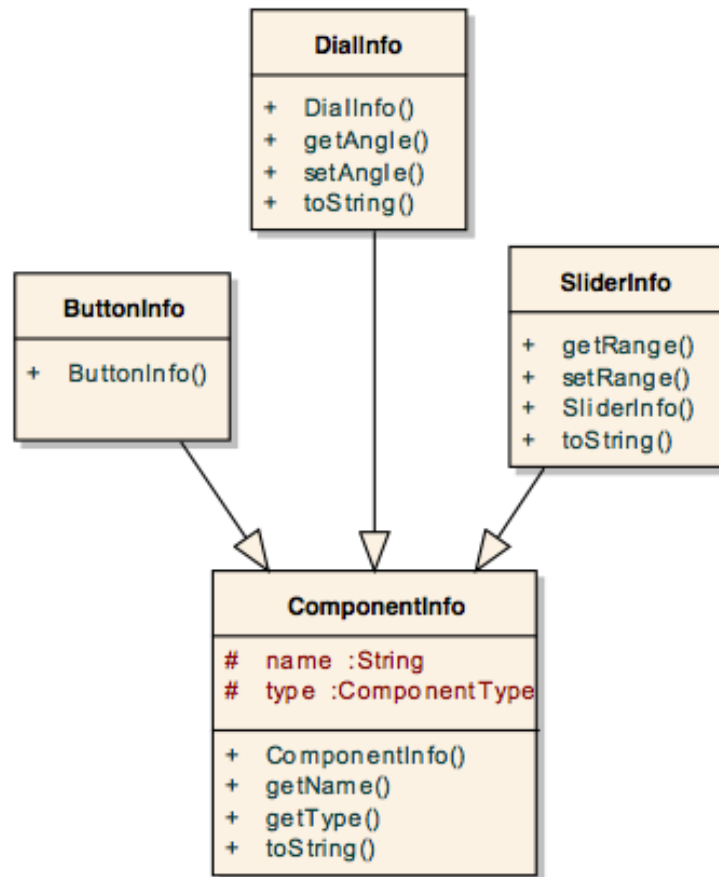 DialInfo
+ DialInfo()
+ getAngle()
+ setAngle()
+ toString()
ButtonInfo
+ ButtonInfo()
SliderInfo
+ getRange()
+ setRange()
+ SliderInfo()
+ toString()
ComponentInfo
# name :String
# type :ComponentType
+ ComponentInfo()
+ getName()
+ getType()
+ toString()